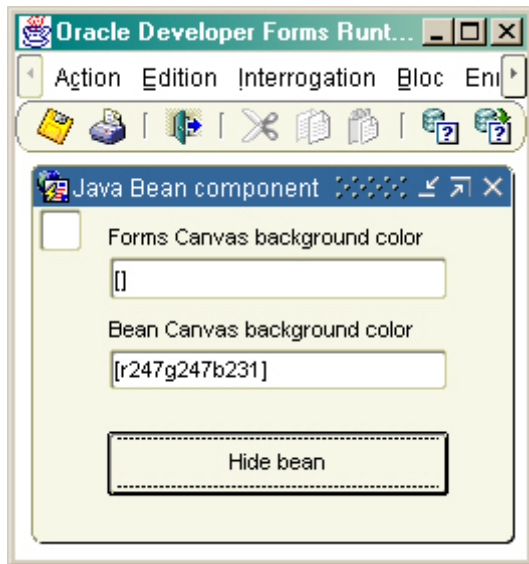 Oracle Developer Forms Runt...
Action Edition Interrogation Bloc
Java Bean component
Forms Canvas background color
[]
Bean Canvas background color
[r247g247b231]
Hide bean